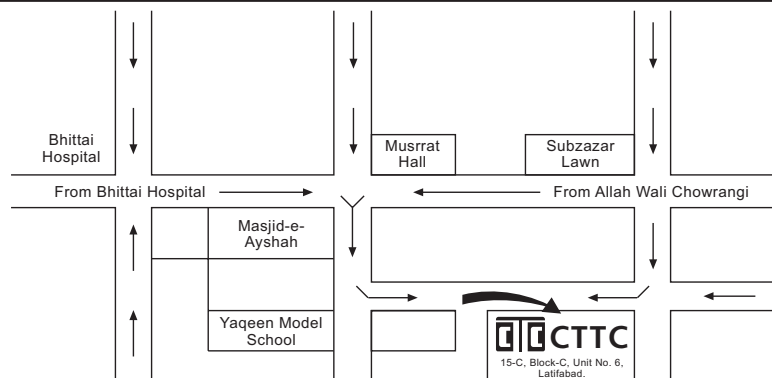 Bhittai
Hospital
Musrrat
Hall
Subzazar
Lawn
From Bhittai Hospital
From Allah Wali Chowrangi
Masjid-e-
Ayshah
Yaqeen Model
School
CTTC
15-C, Block-C, Unit No. 6,
Latifabad.